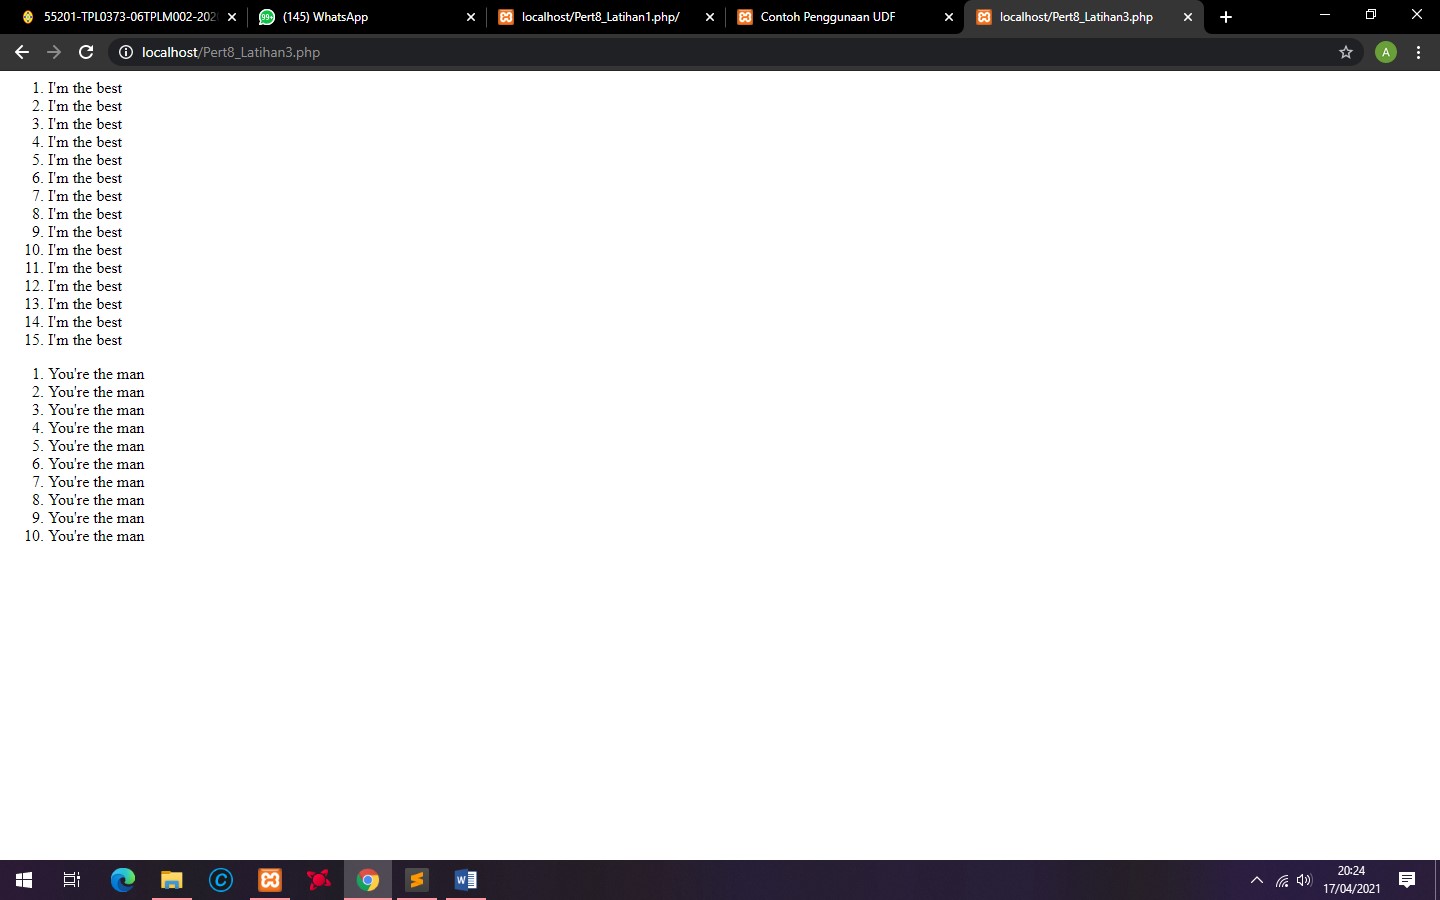 55201-TPL0373-06TPLM002-202
(145) WhatsApp
localhost/Pert8_Latihan1.php/
Contoh Penggunaan UDF
localhost/Pert8_Latihan3.php
localhost/Pert8_Latihan3.php
A
1. I'm the best
2. I'm the best
3. I'm the best
4. I'm the best
5. I'm the best
6. I'm the best
7. I'm the best
8. I'm the best
9. I'm the best
10. I'm the best
11. I'm the best
12. I'm the best
13. I'm the best
14. I'm the best
15. I'm the best
1. You're the man
2. You're the man
3. You're the man
4. You're the man
5. You're the man
6. You're the man
7. You're the man
8. You're the man
9. You're the man
10. You're the man
20:24
17/04/2021